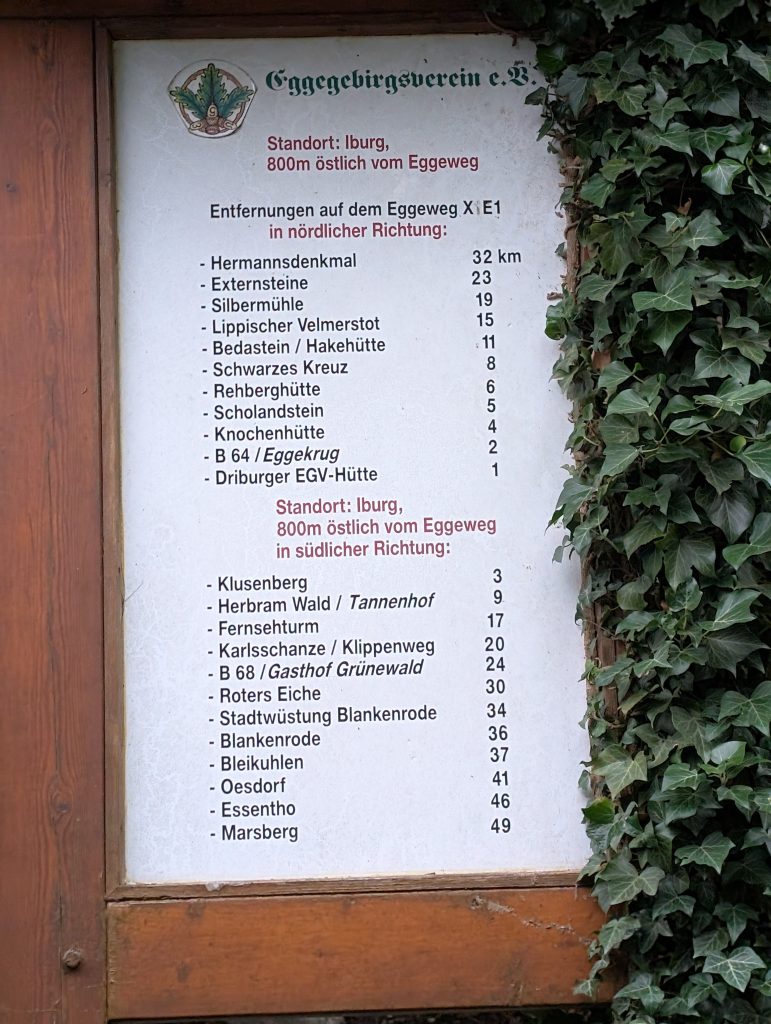 Eggegebirgsverein e.V.
Standort: Iburg,
800m östlich vom Eggeweg
Entfernungen auf dem Eggeweg X E1
in nördlicher Richtung:
- Hermannsdenkmal 32 km
- Externsteine 23
- Silbermühle 19
- Lippischer Velmerstot 15
- Bedastein / Hakehütte 11
- Schwarzes Kreuz 8
- Rehberghütte 6
- Scholandstein 5
- Knochenhütte 4
- B 64 / Eggekrug 2
- Driburger EGV-Hütte 1
Standort: Iburg,
800m östlich vom Eggeweg
in südlicher Richtung:
- Klusenberg 3
- Herbram Wald / Tannenhof 9
- Fernsehturm 17
- Karlsschanze / Klippenweg 20
- B 68 / Gasthof Grünewald 24
- Roters Eiche 30
- Stadtwüstung Blankenrode 34
- Blankenrode 36
- Bleikuhlen 37
- Oesdorf 41
- Essentho 46
- Marsberg 49